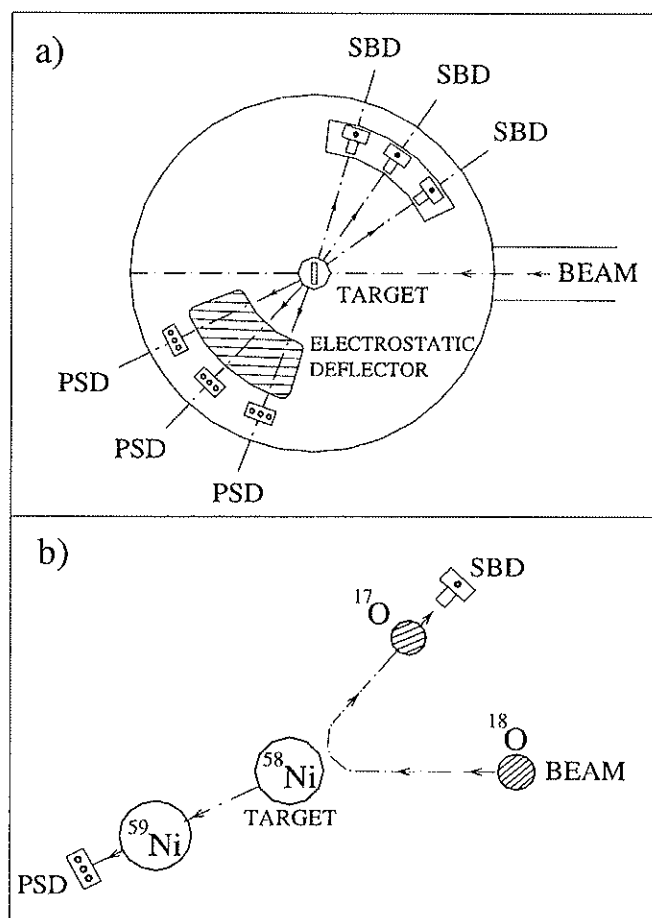 a)
SBD
SBD
SBD
BEAM
TARGET
ELECTROSTATIC
DEFLECTOR
PSD
PSD
PSD
b)
SBD
17O
18O
BEAM
58Ni
TARGET
59Ni
PSD